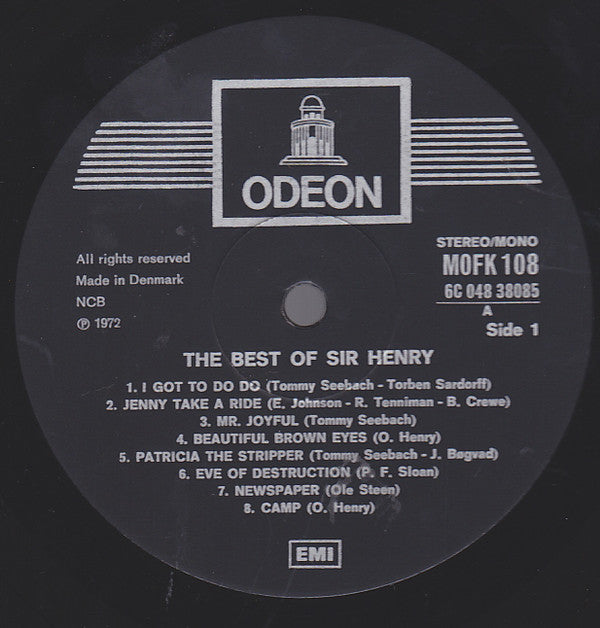 ODEON
All rights reserved
Made in Denmark
NCB
℗ 1972
STEREO/MONO
MOFK 108
6C 048 38085
A
Side 1
THE BEST OF SIR HENRY
1. I GOT TO DO DO (Tommy Seebach - Torben Sardorff)
2. JENNY TAKE A RIDE (E. Johnson - R. Tenniman - B. Crewe)
3. MR. JOYFUL (Tommy Seebach)
4. BEAUTIFUL BROWN EYES (O. Henry)
5. PATRICIA THE STRIPPER (Tommy Seebach - J. Bøgvad)
6. EVE OF DESTRUCTION (P. F. Sloan)
7. NEWSPAPER (Ole Steen)
8. CAMP (O. Henry)
EMI